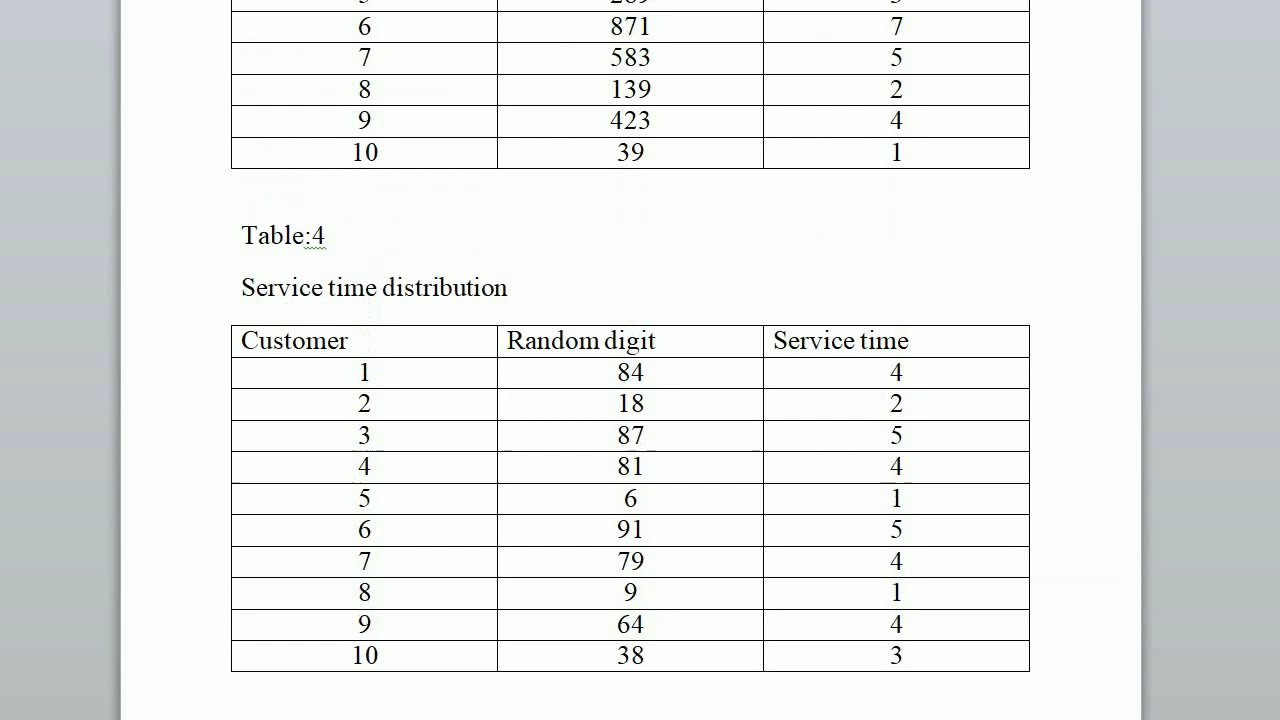 6 871 7
7 583 5
8 139 2
9 423 4
10 39 1
Table:4
Service time distribution
Customer Random digit Service time
1 84 4
2 18 2
3 87 5
4 81 4
5 6 1
6 91 5
7 79 4
8 9 1
9 64 4
10 38 3